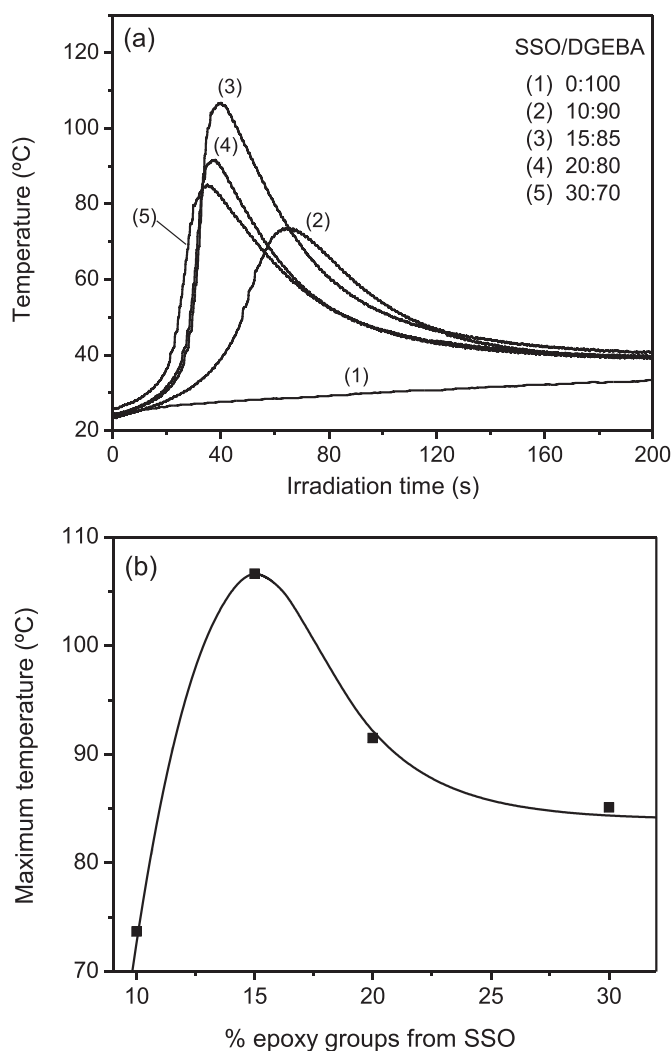 (a)
SSO/DGEBA
(1) 0:100
(2) 10:90
(3) 15:85
(4) 20:80
(5) 30:70
(3)
(4)
(5)
(2)
(1)
120
100
80
60
40
20
Temperature (ºC)
0 40 80 120 160 200
Irradiation time (s)
(b)
110
100
90
80
70
Maximum temperature (ºC)
10 15 20 25 30
% epoxy groups from SSO